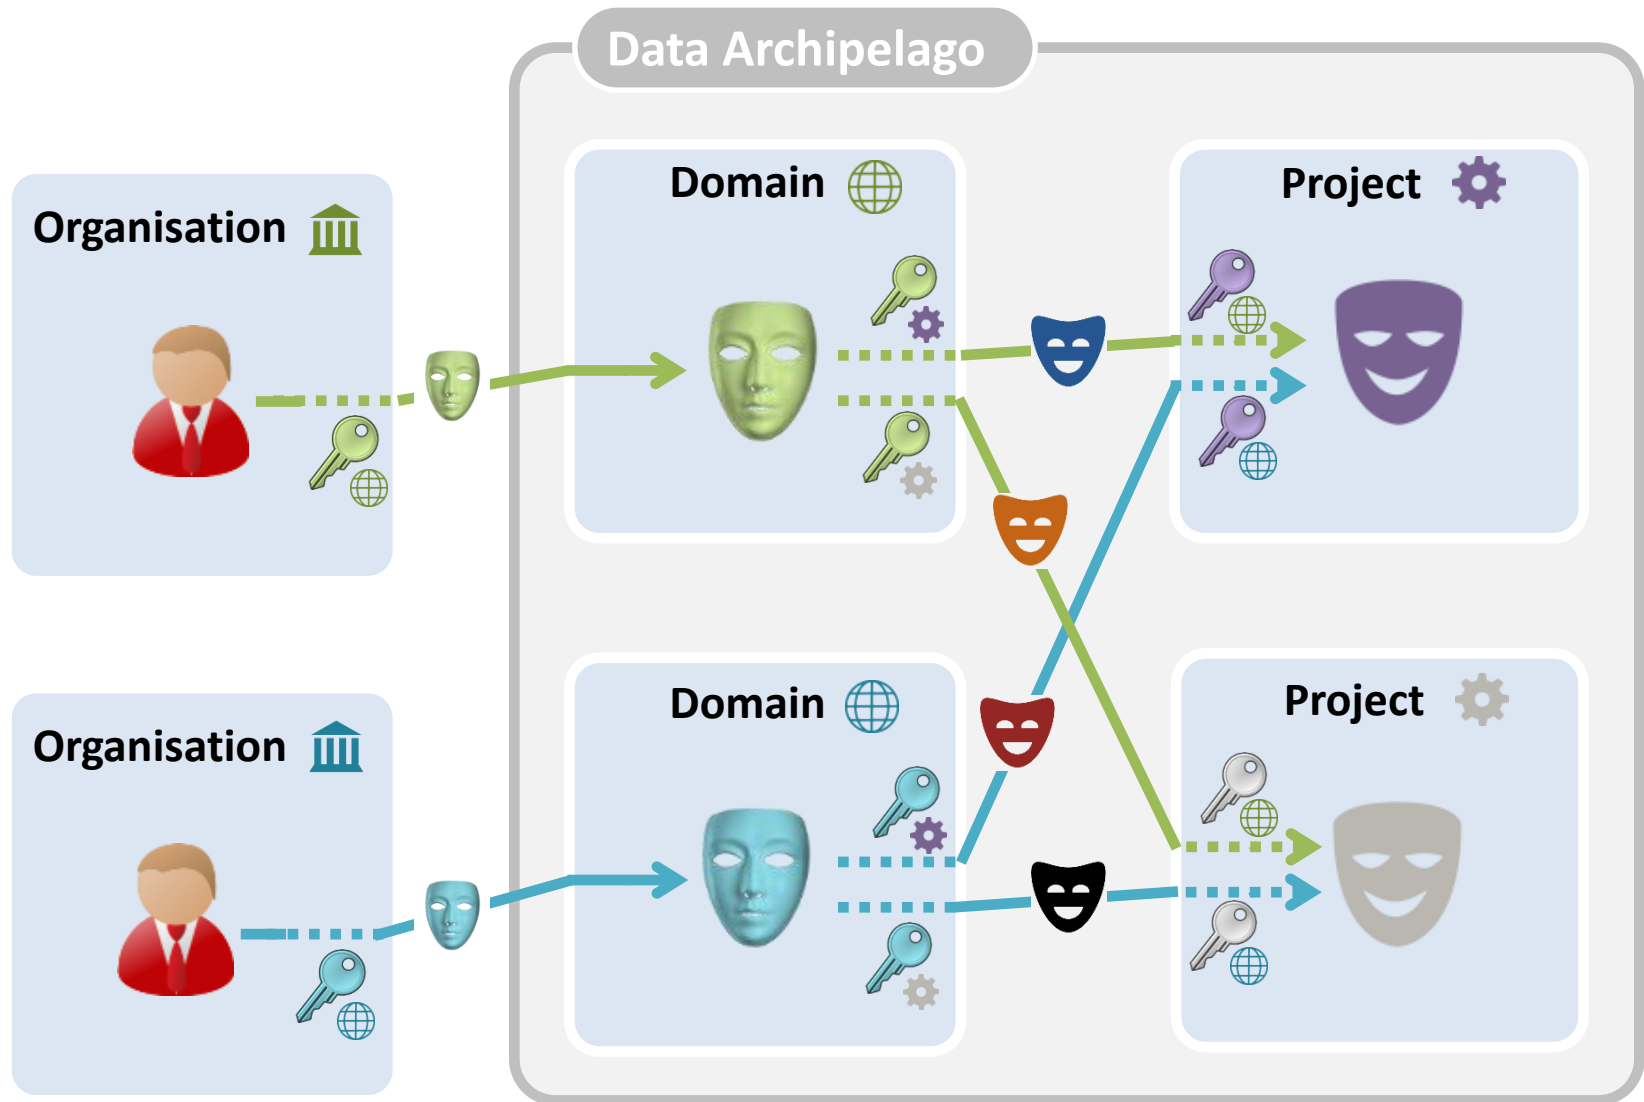 Data Archipelago
Domain
Project
Organisation
Domain
Project
Organisation